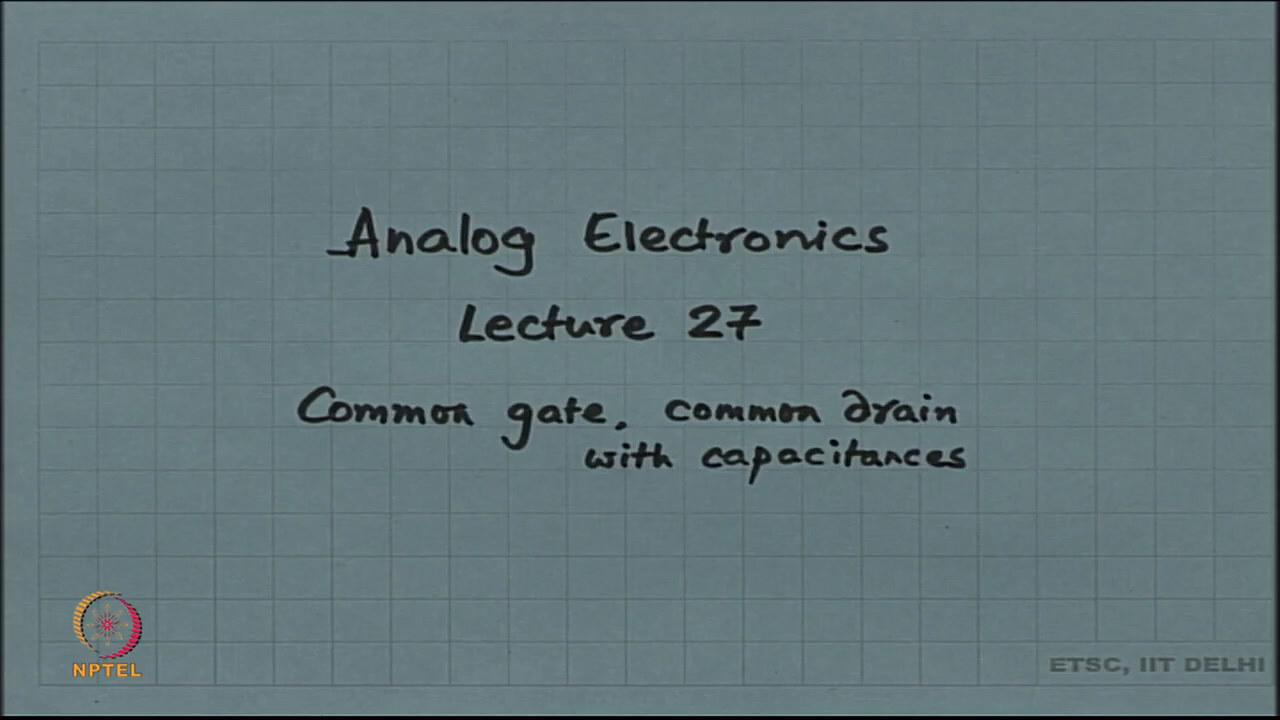 Analog Electronics
Lecture 27
Common gate, common drain
with capacitances
NPTEL
ETSC, IIT DELHI